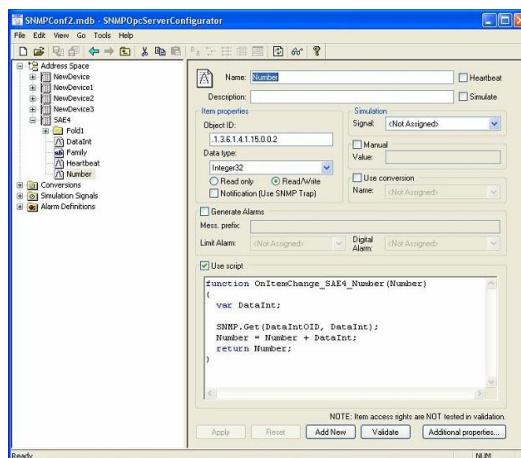 SNMPConf2.mdb - SNMPOpcServerConfigurator
File Edit View Go Tools Help
Address Space
NewDevice
NewDevice1
NewDevice2
NewDevice3
SAE4
Fold1
DataInt
Family
Heartbeat
Number
Conversions
Simulation Signals
Alarm Definitions
Name: Number
Heartbeat
Description:
Simulate
Item properties
Object ID:
.1.3.6.1.4.1.15.0.0.2
Data type:
Integer32
Read only Read/Write
Notification (Use SNMP Trap)
Simulation
Signal: <Not Assigned>
Manual
Value:
Use conversion
Name: <Not Assigned>
Generate Alarms
Mess. prefix:
Limit Alarm: <Not Assigned>
Digital Alarm: <Not Assigned>
Use script
function OnItemChange_SAE4_Number(Number)
{
var DataInt;
SNMP.Get(DataIntOID, DataInt);
Number = Number + DataInt;
return Number;
}
NOTE: Item access rights are NOT tested in validation.
Apply Reset Add New Validate Additional properties...
Ready NUM